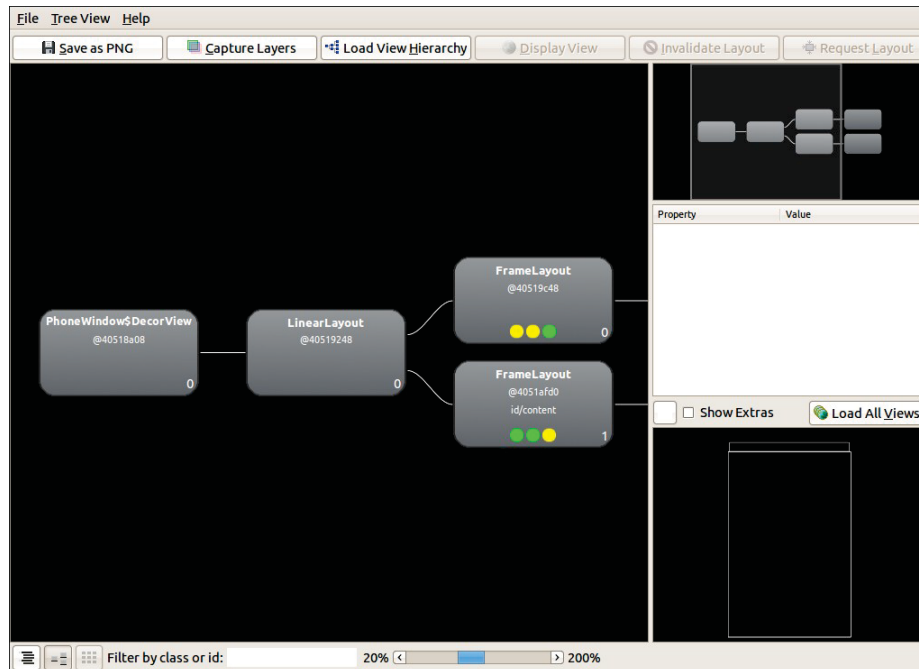 File Tree View Help
Save as PNG Capture Layers Load View Hierarchy Display View Invalidate Layout Request Layout
Property Value
PhoneWindow$DecorView
@40518a08
0
LinearLayout
@40519248
0
FrameLayout
@40519c48
0
FrameLayout
@4051afd0
id/content
1
Show Extras Load All Views
Filter by class or id: 20% 200%